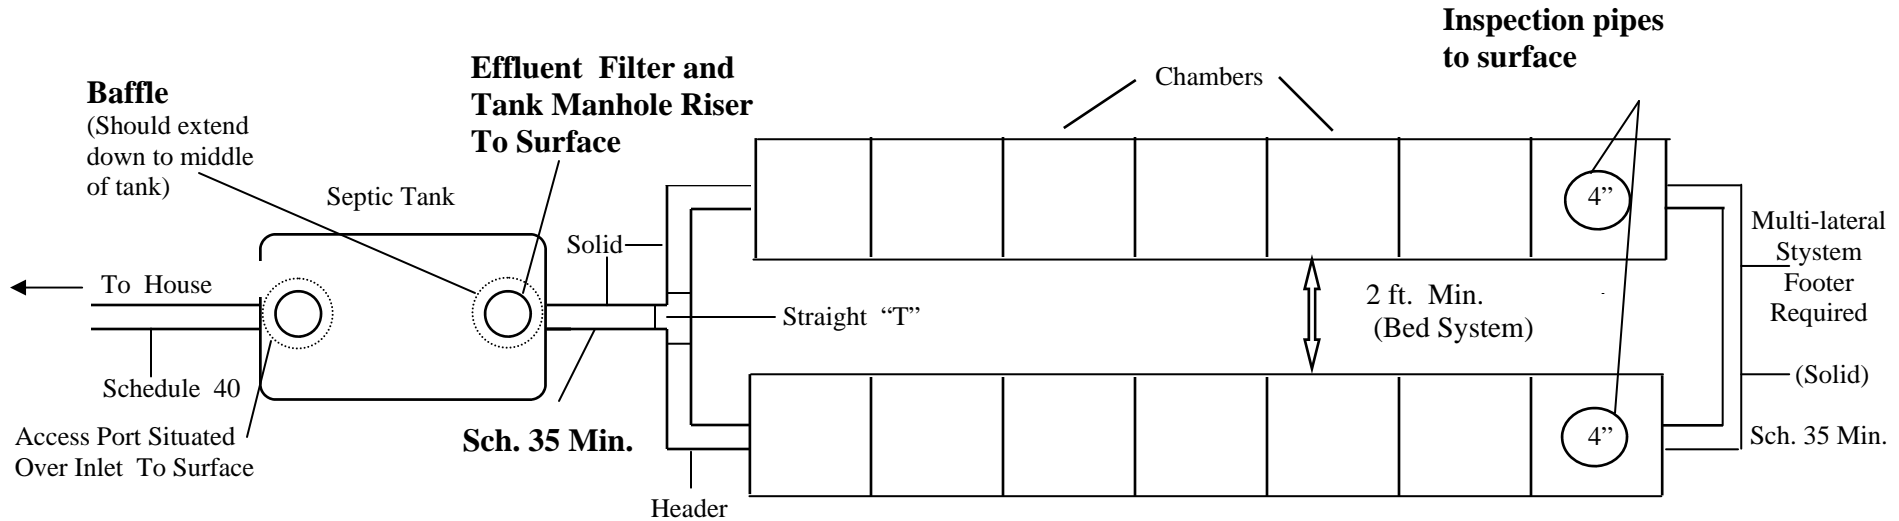 Inspection pipes
to surface
Effluent Filter and
Tank Manhole Riser
To Surface
Chambers
Baffle
(Should extend
down to middle
of tank)
Septic Tank
4”
Solid
Multi-lateral
Stystem
Footer
Required
To House
2 ft. Min.
(Bed System)
Straight “T”
Schedule 40
(Solid)
Access Port Situated
Over Inlet To Surface
Sch. 35 Min.
4”
Sch. 35 Min.
Header